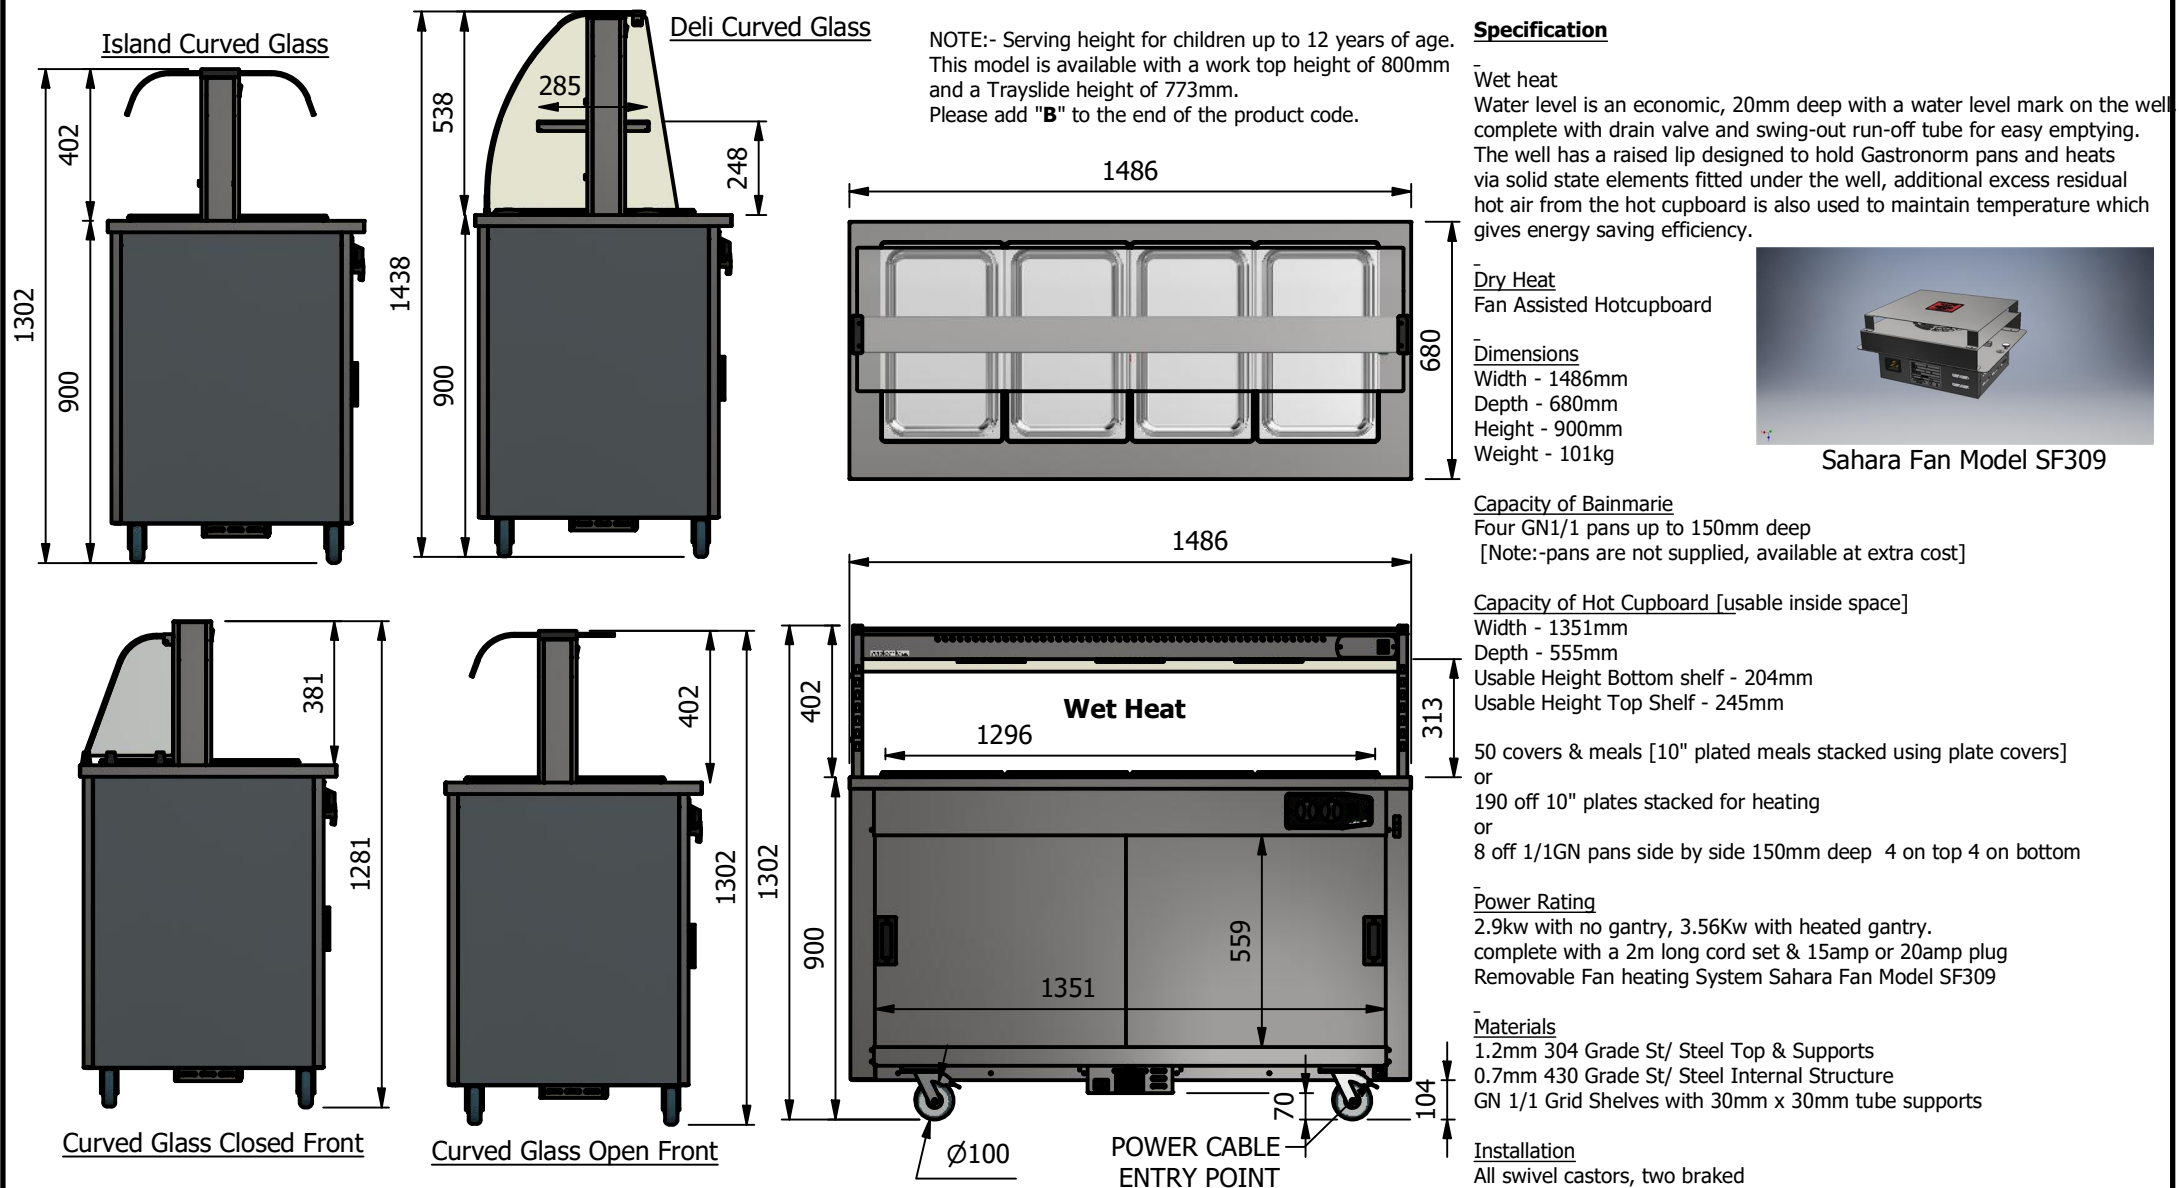 Island Curved Glass
1302
402
900
Deli Curved Glass
1438
538
285
248
900
NOTE:- Serving height for children up to 12 years of age.
This model is available with a work top height of 800mm
and a Trayslide height of 773mm.
Please add "B" to the end of the product code.
1486
680
Curved Glass Closed Front
381
1281
Curved Glass Open Front
402
1302
1486
1302
402
900
Wet Heat
1296
313
559
1351
70
104
Ø100
POWER CABLE
ENTRY POINT
Specification
Wet heat
Water level is an economic, 20mm deep with a water level mark on the well
complete with drain valve and swing-out run-off tube for easy emptying.
The well has a raised lip designed to hold Gastronorm pans and heats
via solid state elements fitted under the well, additional excess residual
hot air from the hot cupboard is also used to maintain temperature which
gives energy saving efficiency.
Dry Heat
Fan Assisted Hotcupboard
Dimensions
Width - 1486mm
Depth - 680mm
Height - 900mm
Weight - 101kg
Sahara Fan Model SF309
Capacity of Bainmarie
Four GN1/1 pans up to 150mm deep
[Note:-pans are not supplied, available at extra cost]
Capacity of Hot Cupboard [usable inside space]
Width - 1351mm
Depth - 555mm
Usable Height Bottom shelf - 204mm
Usable Height Top Shelf - 245mm
50 covers & meals [10" plated meals stacked using plate covers]
or
190 off 10" plates stacked for heating
or
8 off 1/1GN pans side by side 150mm deep 4 on top 4 on bottom
Power Rating
2.9kw with no gantry, 3.56Kw with heated gantry.
complete with a 2m long cord set & 15amp or 20amp plug
Removable Fan heating System Sahara Fan Model SF309
Materials
1.2mm 304 Grade St/ Steel Top & Supports
0.7mm 430 Grade St/ Steel Internal Structure
GN 1/1 Grid Shelves with 30mm x 30mm tube supports
Installation
All swivel castors, two braked